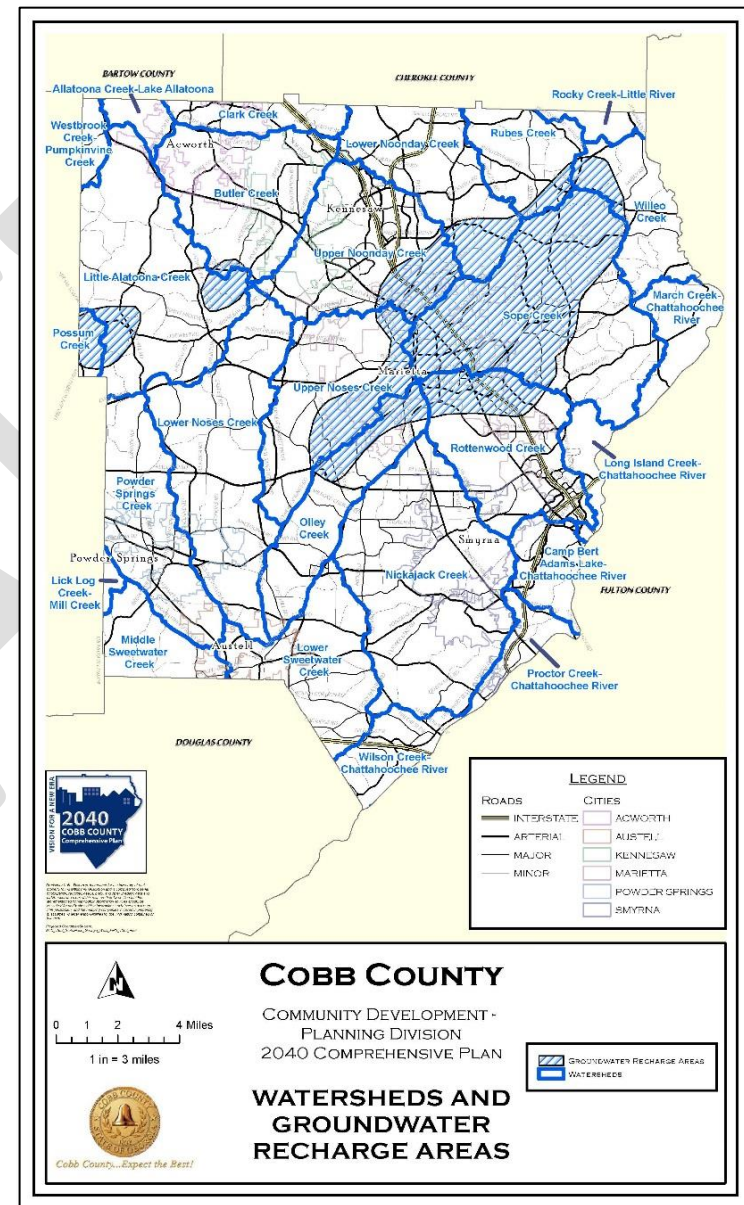 BARTOW COUNTY
CHEROKEE COUNTY
Allatoona Creek-Lake Allatoona
Rocky Creek-Little River
Clark Creek
Westbrook
Creek-
Pumpkinvine
Creek
Acworth
Lower Noonday Creek
Rubes Creek
Butler Creek
Kennesaw
Willeo
Creek
Upper Noonday Creek
Little Alatoona Creek
March Creek-
Chattahoochee
River
Sope Creek
Possum
Creek
Marietta
Upper Noses Creek
Lower Noses Creek
Rottenwood Creek
Long Island Creek-
Chattahoochee River
Powder
Springs
Creek
Olley
Creek
Smyrna
Powder Springs
Camp Bert
Adams Lake-
Chattahoochee River
Lick Log
Creek-
Mill Creek
Nickajack Creek
FULTON COUNTY
Middle
Sweetwater
Creek
Austell
Lower
Sweetwater
Creek
Proctor Creek-
Chattahoochee River
DOUGLAS COUNTY
Wilson Creek-
Chattahoochee River
VISION FOR A NEW ERA
2040
COBB COUNTY
Comprehensive Plan
LEGEND
ROADS
CITIES
INTERSTATE
ACWORTH
ARTERIAL
AUSTELL
MAJOR
KENNESAW
MINOR
MARIETTA
POWDER SPRINGS
SMYRNA
N
0 1 2 4 Miles
1 in = 3 miles
COBB COUNTY
COMMUNITY DEVELOPMENT -
PLANNING DIVISION
2040 COMPREHENSIVE PLAN
WATERSHEDS AND
GROUNDWATER
RECHARGE AREAS
GROUNDWATER RECHARGE AREAS
WATERSHEDS
COBB COUNTY
STATE OF GEORGIA
Cobb County...Expect the Best!